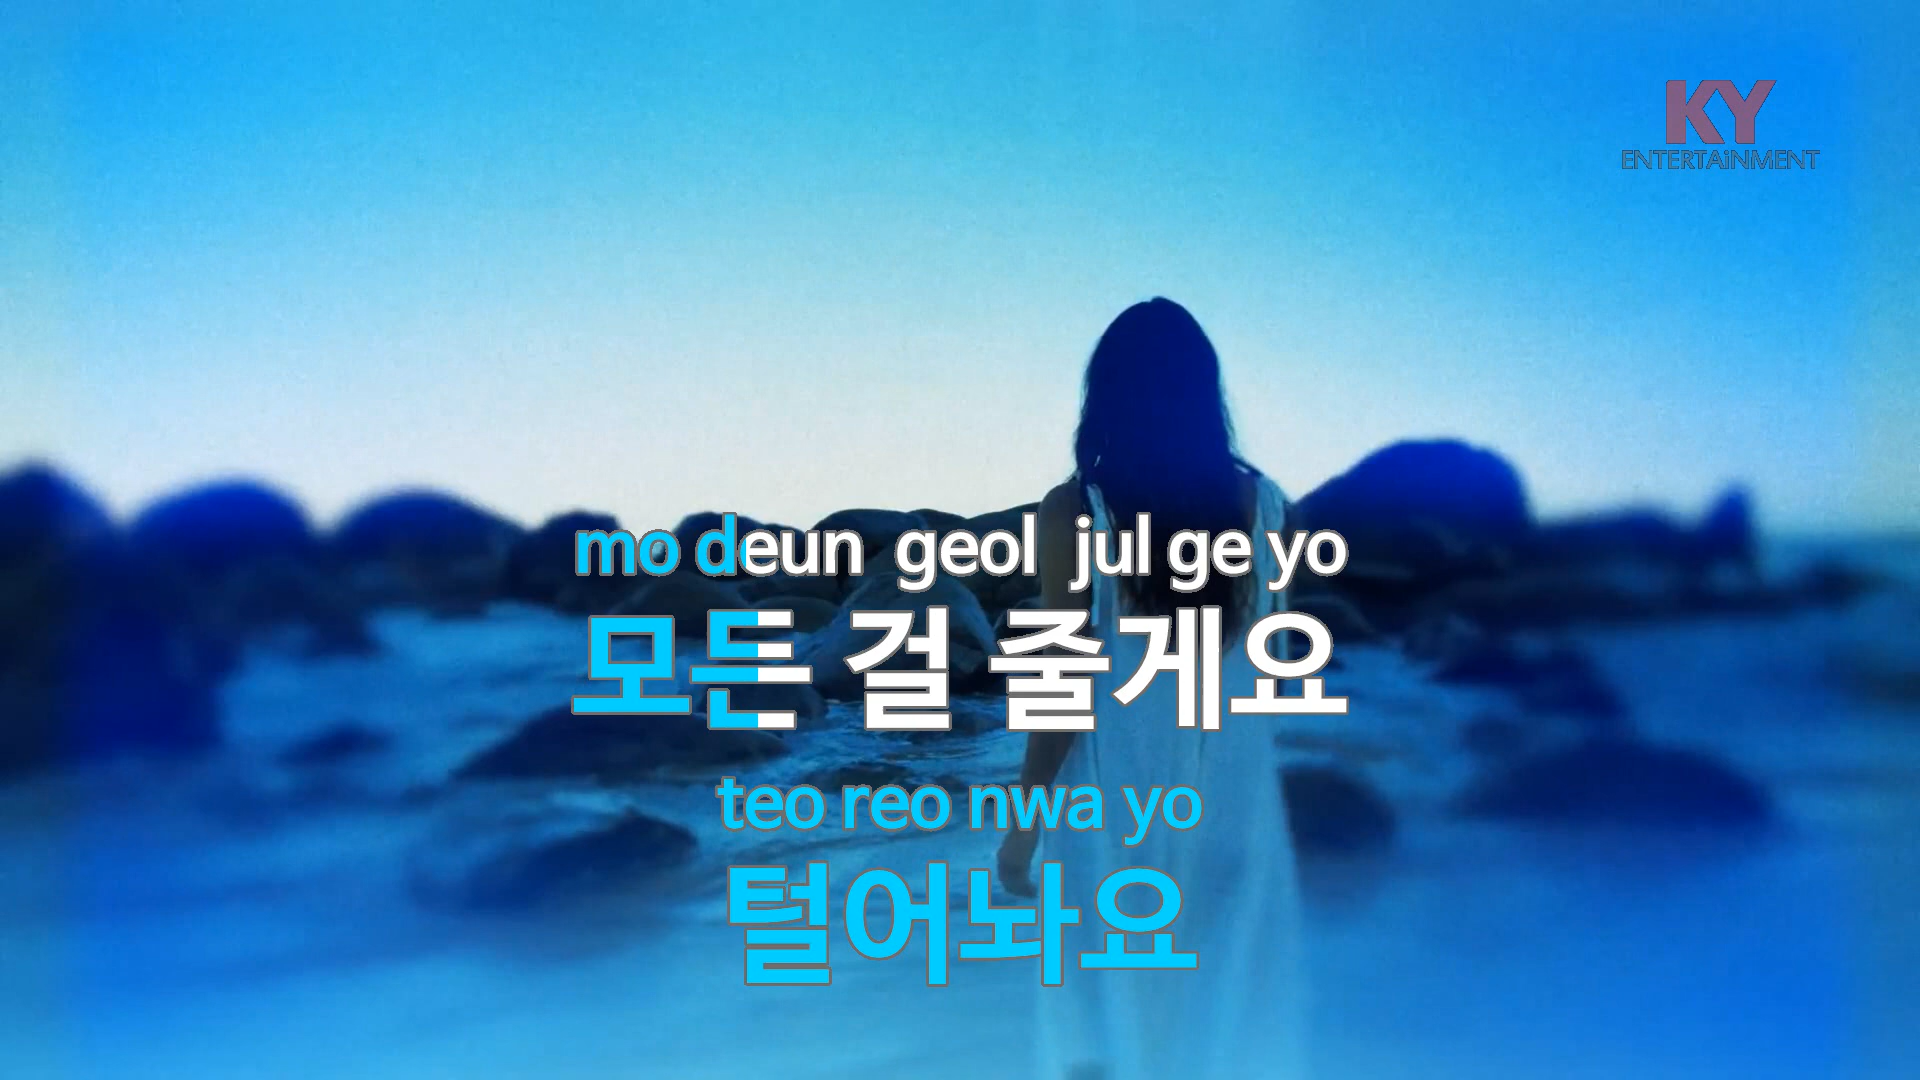 KY
ENTERTAiNMENT
mo deun geol jul ge yo
모든 걸 줄게요
teo reo nwa yo
털어놔요